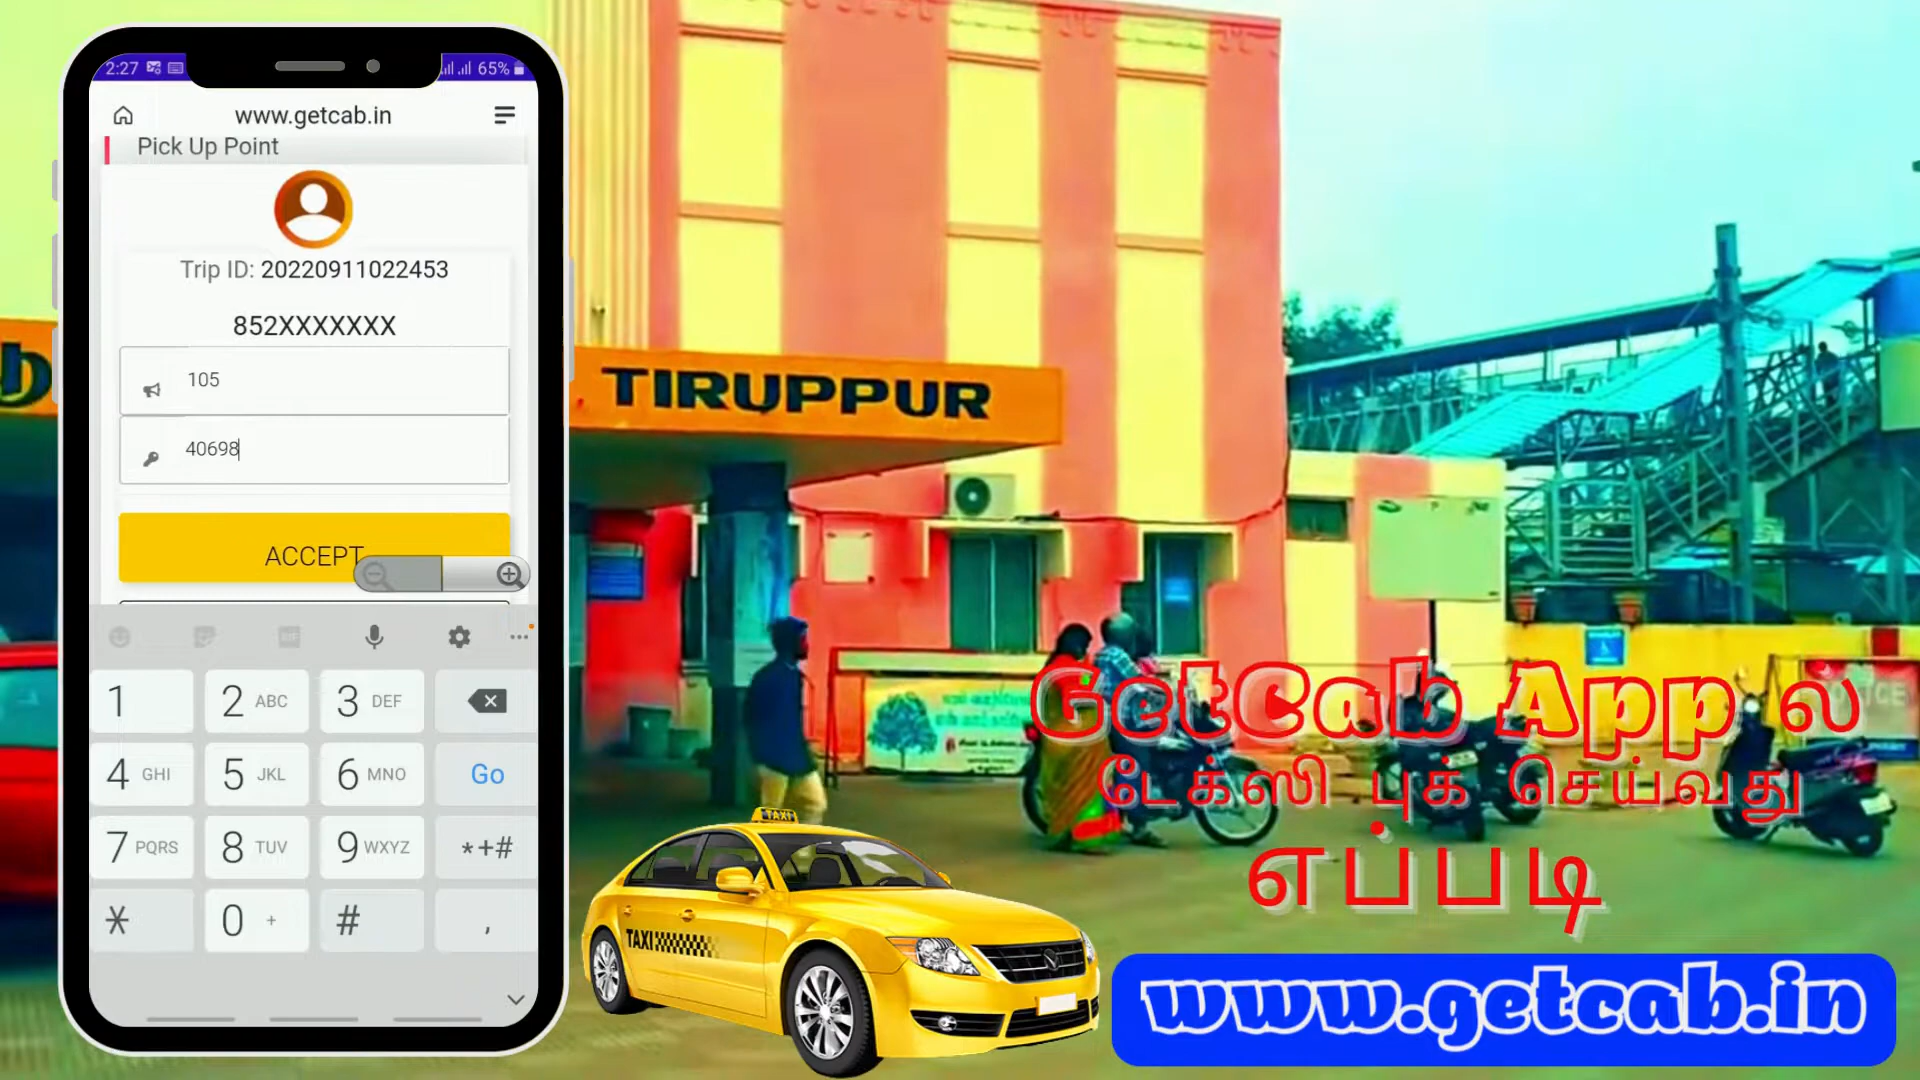 2:27
65%
www.getcab.in
Pick Up Point
Trip ID: 20220911022453
852XXXXXXX
105
40698
ACCEPT
GIF
1
2 ABC
3 DEF
4 GHI
5 JKL
6 MNO
Go
7 PQRS
8 TUV
9 WXYZ
*+#
*
0 +
#
,
TIRUPPUR
GetCab App ல
டேக்ஸி புக் செய்வது
எப்படி
TAXI
TAXI
www.getcab.in